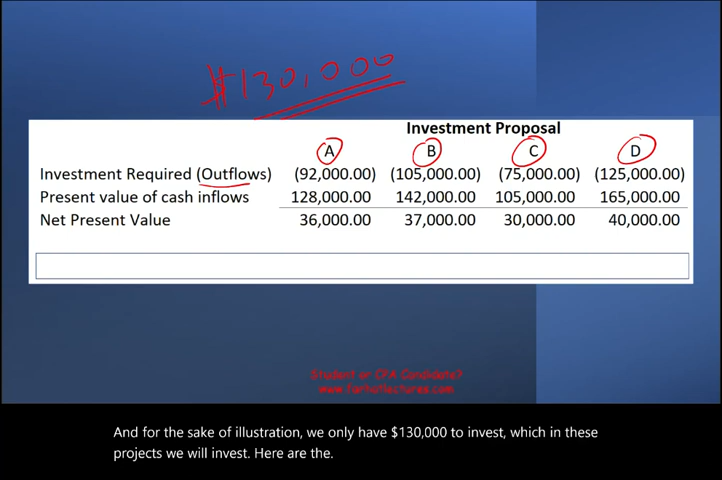 $130,000
Investment Proposal
A B C D
Investment Required (Outflows) (92,000.00) (105,000.00) (75,000.00) (125,000.00)
Present value of cash inflows 128,000.00 142,000.00 105,000.00 165,000.00
Net Present Value 36,000.00 37,000.00 30,000.00 40,000.00
Student or CPA Candidate?
www.farhatlectures.com
And for the sake of illustration, we only have $130,000 to invest, which in these
projects we will invest. Here are the.